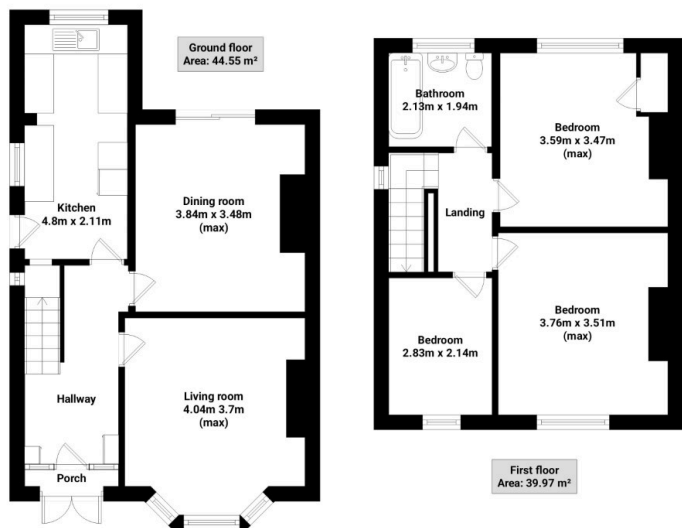 Ground floor
Area: 44.55 m²
Kitchen
4.8m x 2.11m
Dining room
3.84m x 3.48m
(max)
Hallway
Living room
4.04m 3.7m
(max)
Porch
Bathroom
2.13m x 1.94m
Bedroom
3.59m x 3.47m
(max)
Landing
Bedroom
2.83m x 2.14m
Bedroom
3.76m x 3.51m
(max)
First floor
Area: 39.97 m²